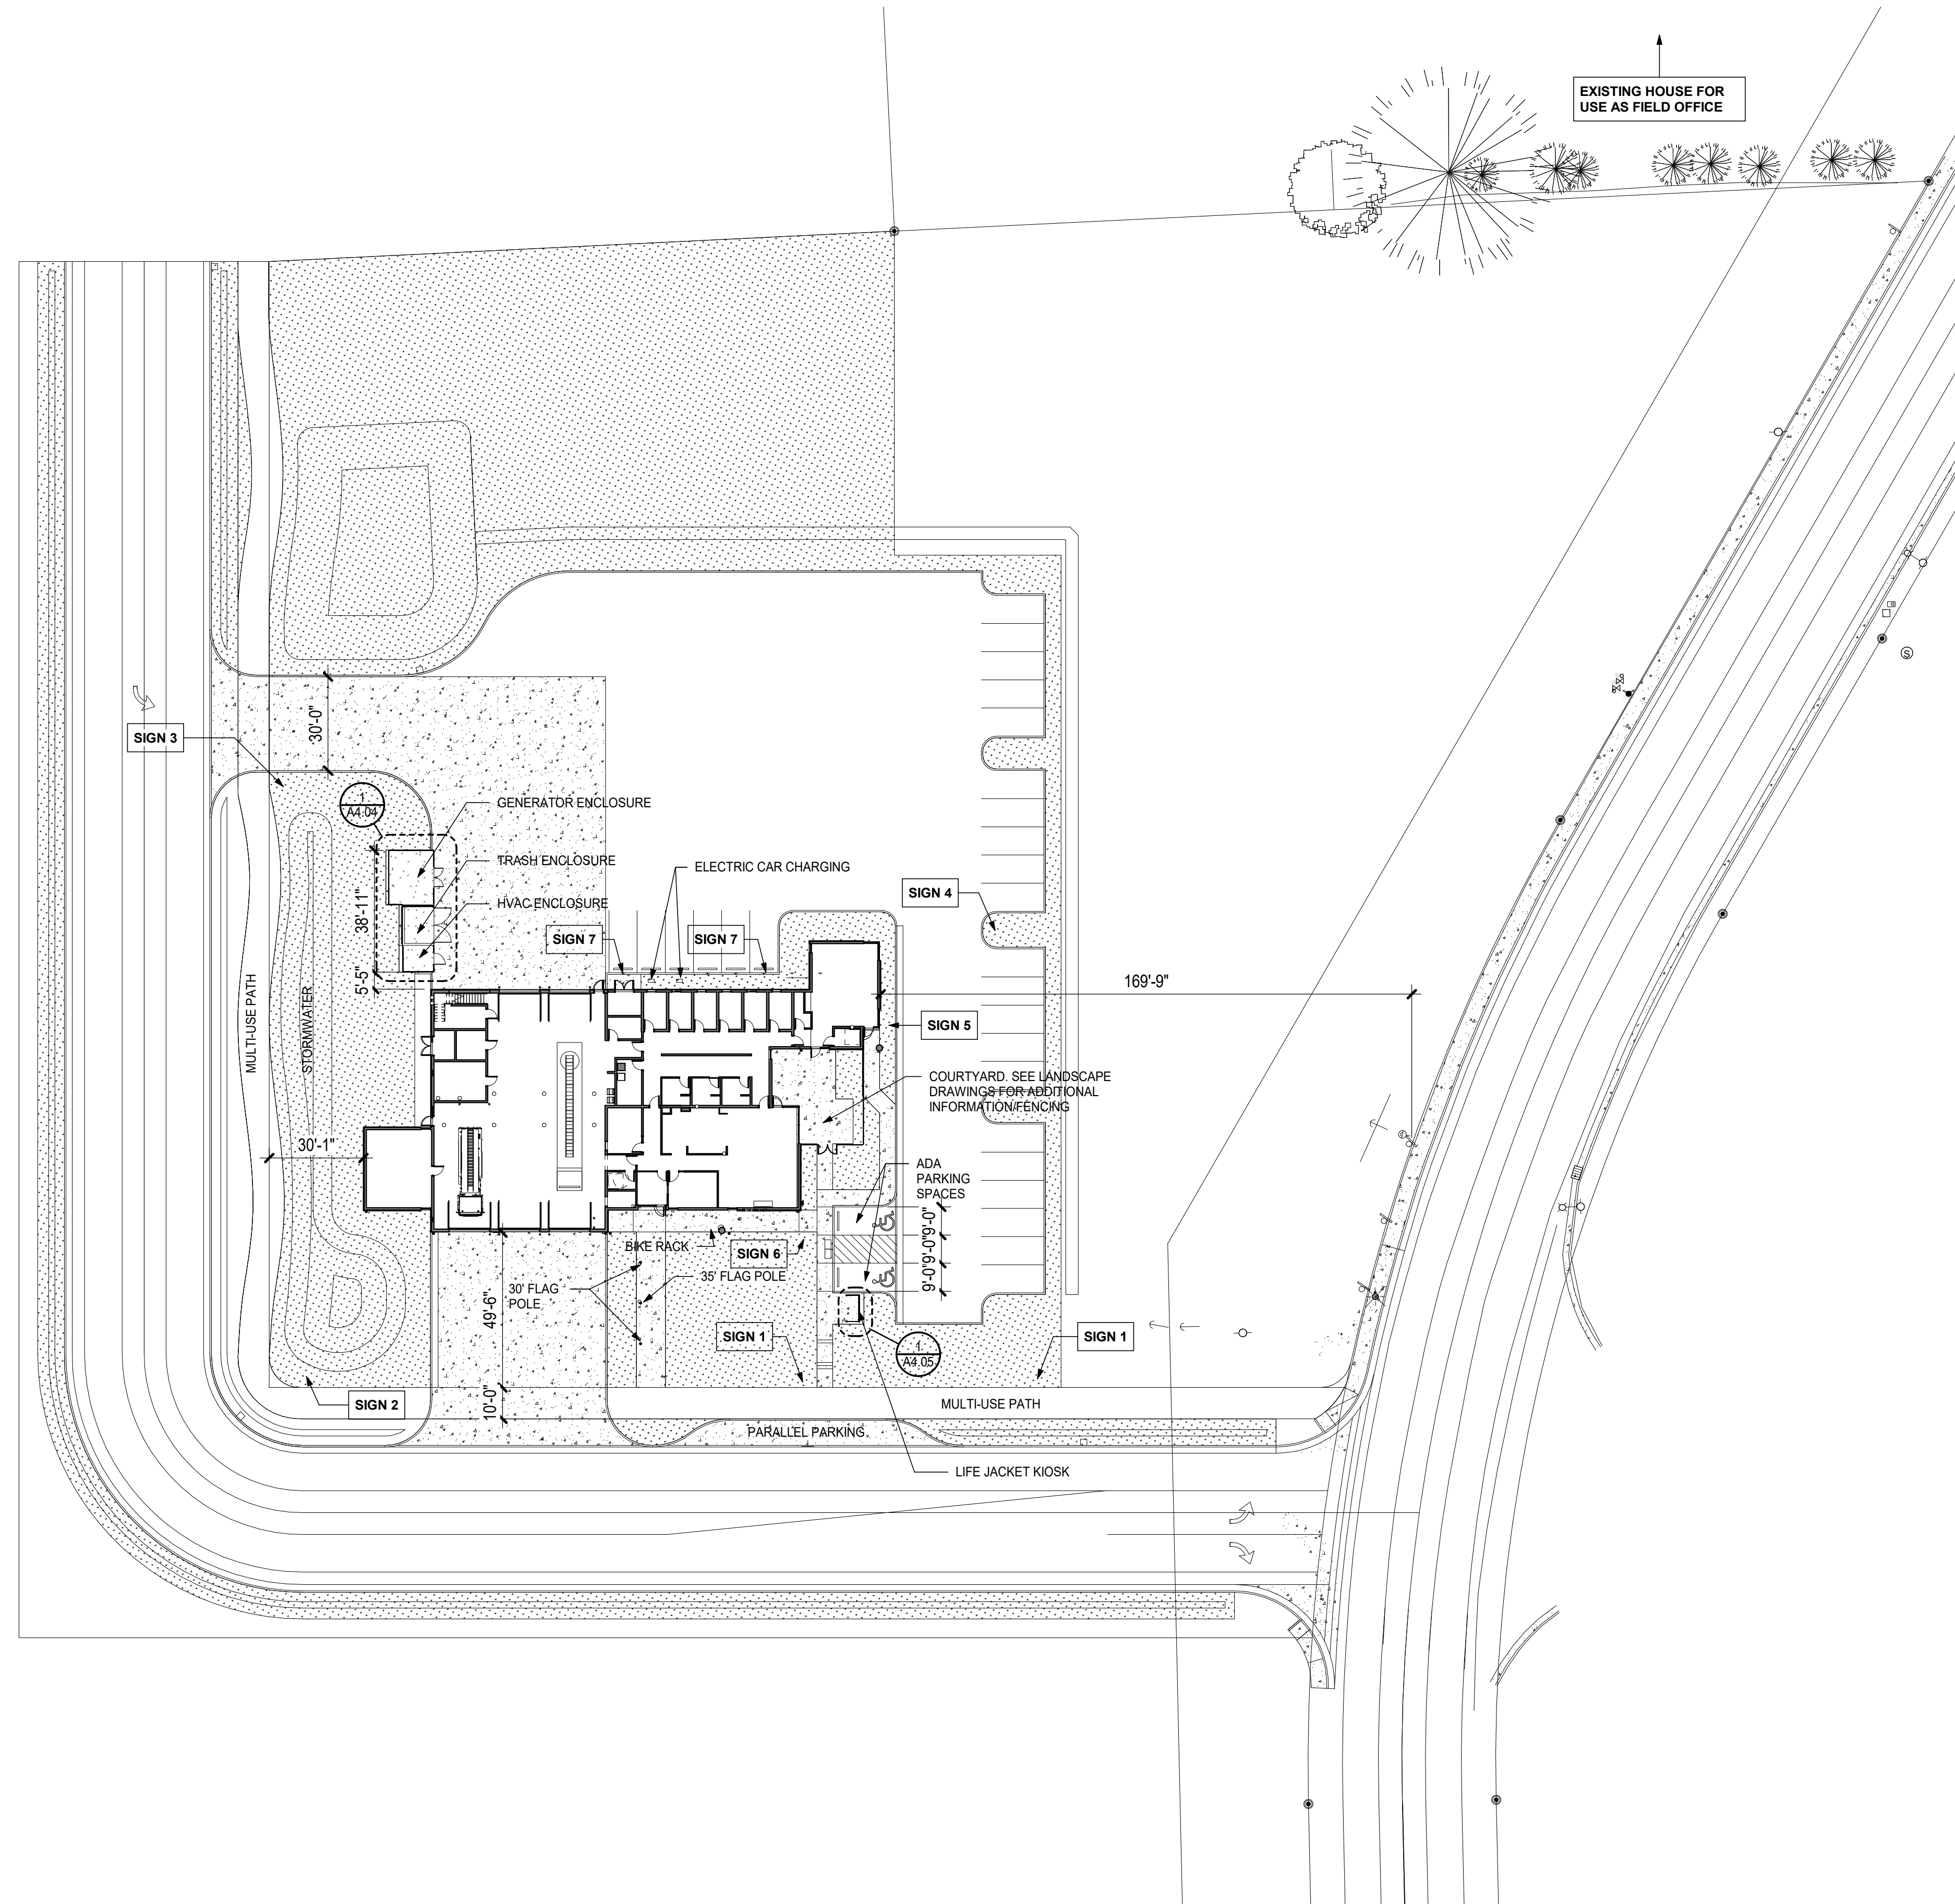 EXISTING HOUSE FOR
USE AS FIELD OFFICE
S
SIGN 3
30'-0"
1
A4.04
GENERATOR ENCLOSURE
TRASH ENCLOSURE
HVAC ENCLOSURE
38'-11"
5'-5"
ELECTRIC CAR CHARGING
SIGN 4
SIGN 7
SIGN 7
169'-9"
MULTI-USE PATH
STORMWATER
SIGN 5
COURTYARD. SEE LANDSCAPE
DRAWINGS FOR ADDITIONAL
INFORMATION/FENCING
30'-1"
ADA
PARKING
SPACES
9'-0"
9'-0"
9'-0"
BIKE RACK
SIGN 6
35' FLAG POLE
30' FLAG
POLE
49'-6"
SIGN 1
1
A4.05
SIGN 1
SIGN 2
10'-0"
MULTI-USE PATH
PARALLEL PARKING
LIFE JACKET KIOSK